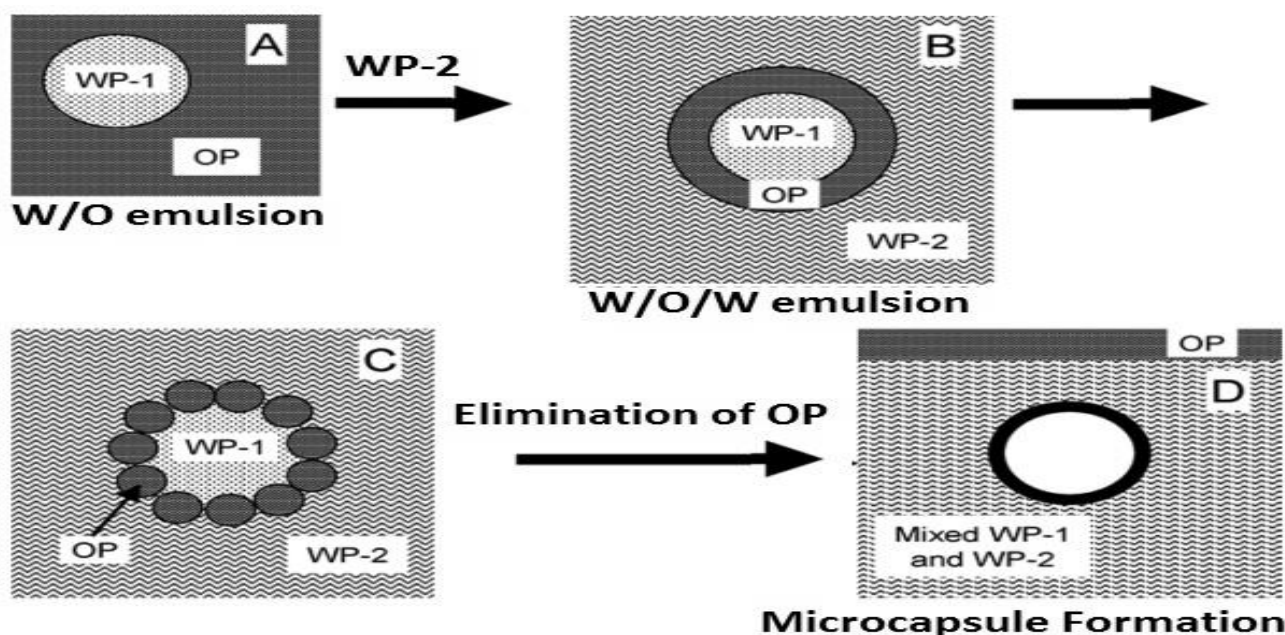 A
WP-1
OP
W/O emulsion
WP-2
B
WP-1
OP
WP-2
W/O/W emulsion
C
WP-1
OP
WP-2
Elimination of OP
OP
D
Mixed WP-1
and WP-2
Microcapsule Formation